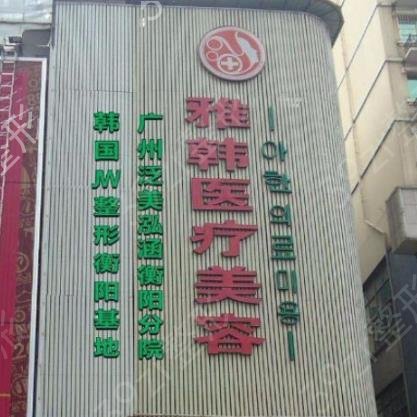 아한의료미용
雅韩医疗美容
广州泛美泓涵衡阳分院
韩国JW整形衡阳基地